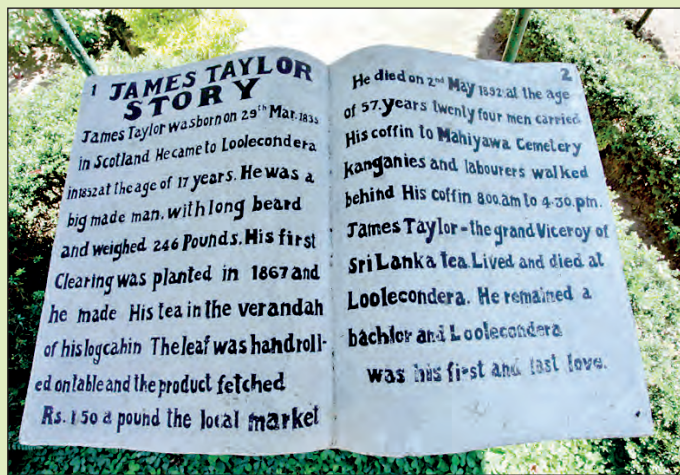 1 JAMES TAYLOR
STORY
James Taylor was born on 29th Mar. 1835
in Scotland He came to Loolecondera
in 1852 at the age of 17 years. He was a
big made man. with long beard
and weighed 246 Pounds. His first
Clearing was planted in 1867 and
he made His tea in the verandah
of his logcahin The leaf was handroll-
ed on table and the product fetched
Rs. 1.50 a pound the local market
2
He died on 2nd May 1892 at the age
of 57. years twenty four men carried
His coffin to Mahiyawa Cemetery
kanganies and labourers walked
behind His coffin 8.00.am to 4.30.pm.
James Taylor - the grand Viceroy of
Sri Lanka tea. Lived and died at
Loolecondera. He remained a
bachlor and Loolecondera
was his first and last love.